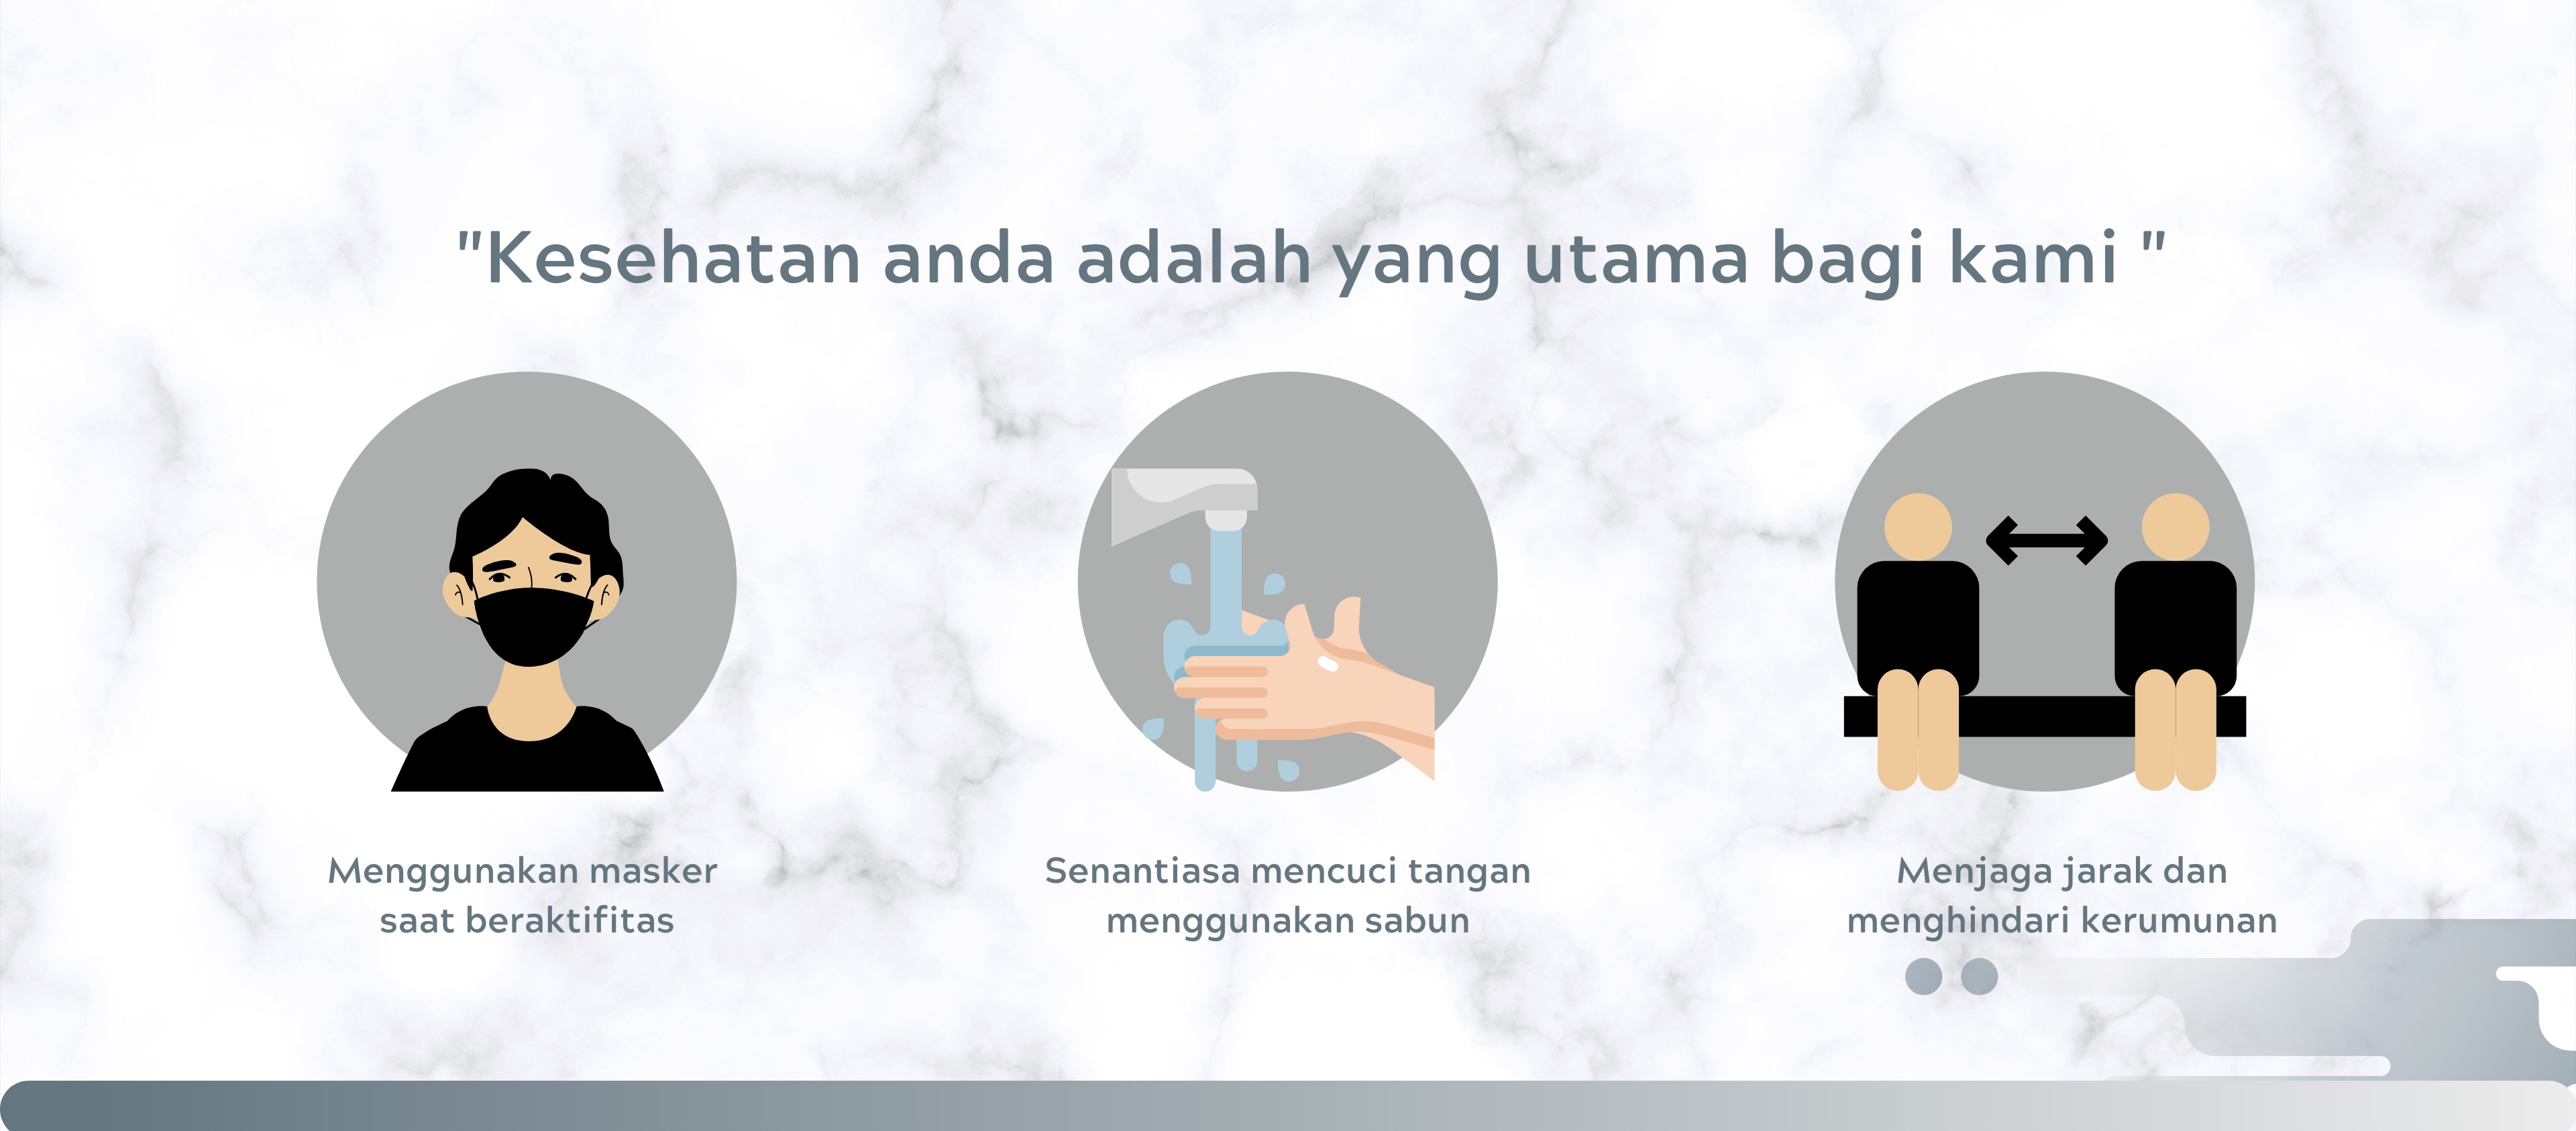 "Kesehatan anda adalah yang utama bagi kami "
Menggunakan masker
saat beraktifitas
Senantiasa mencuci tangan
menggunakan sabun
Menjaga jarak dan
menghindari kerumunan